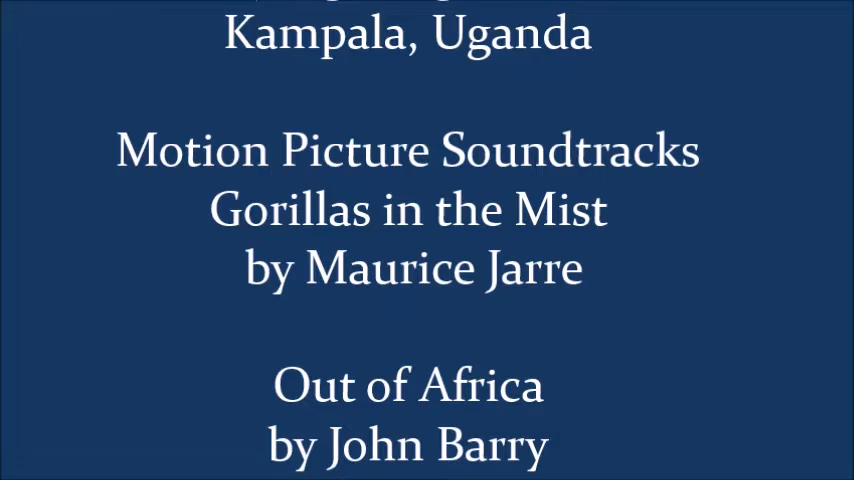 Kampala, Uganda
Motion Picture Soundtracks
Gorillas in the Mist
by Maurice Jarre
Out of Africa
by John Barry